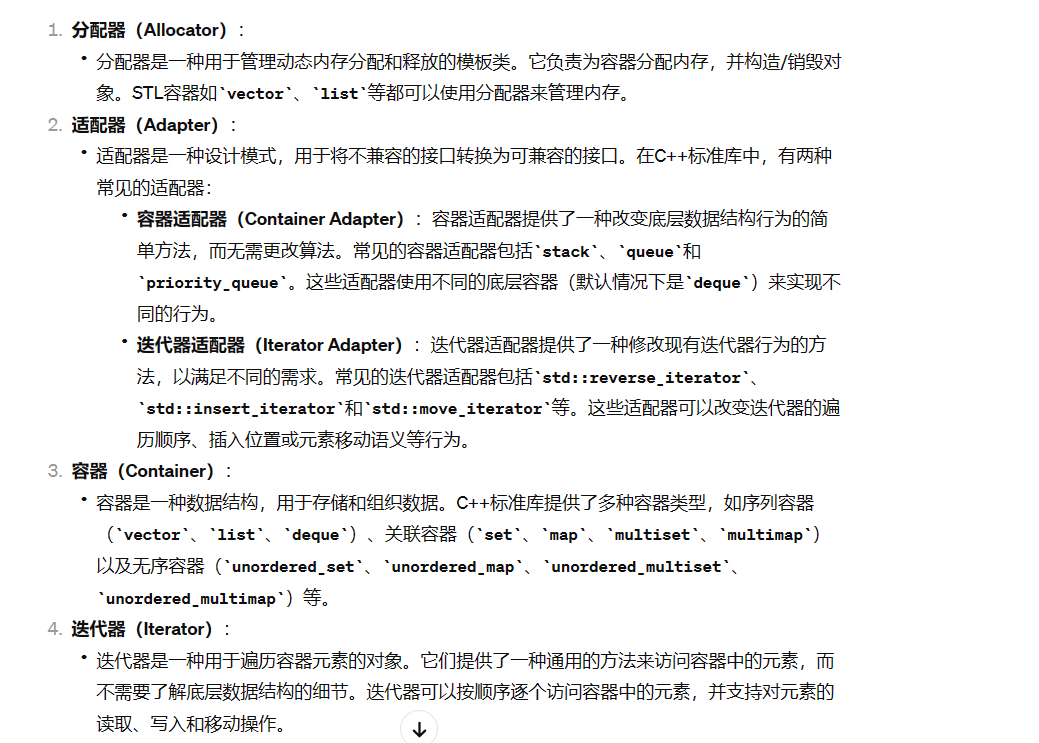 1. 分配器（Allocator）：
• 分配器是一种用于管理动态内存分配和释放的模板类。它负责为容器分配内存，并构造/销毁对
象。STL容器如`vector`、`list`等都可以使用分配器来管理内存。
2. 适配器（Adapter）：
• 适配器是一种设计模式，用于将不兼容的接口转换为可兼容的接口。在C++标准库中，有两种
常见的适配器：
• 容器适配器（Container Adapter）：容器适配器提供了一种改变底层数据结构行为的简
单方法，而无需更改算法。常见的容器适配器包括`stack`、`queue`和
`priority_queue`。这些适配器使用不同的底层容器（默认情况下是`deque`）来实现不
同的行为。
• 迭代器适配器（Iterator Adapter）：迭代器适配器提供了一种修改现有迭代器行为的方
法，以满足不同的需求。常见的迭代器适配器包括`std::reverse_iterator`、
`std::insert_iterator`和`std::move_iterator`等。这些适配器可以改变迭代器的遍
历顺序、插入位置或元素移动语义等行为。
3. 容器（Container）：
• 容器是一种数据结构，用于存储和组织数据。C++标准库提供了多种容器类型，如序列容器
（`vector`、`list`、`deque`）、关联容器（`set`、`map`、`multiset`、`multimap`）
以及无序容器（`unordered_set`、`unordered_map`、`unordered_multiset`、
`unordered_multimap`）等。
4. 迭代器（Iterator）：
• 迭代器是一种用于遍历容器元素的对象。它们提供了一种通用的方法来访问容器中的元素，而
不需要了解底层数据结构的细节。迭代器可以按顺序逐个访问容器中的元素，并支持对元素的
读取、写入和移动操作。